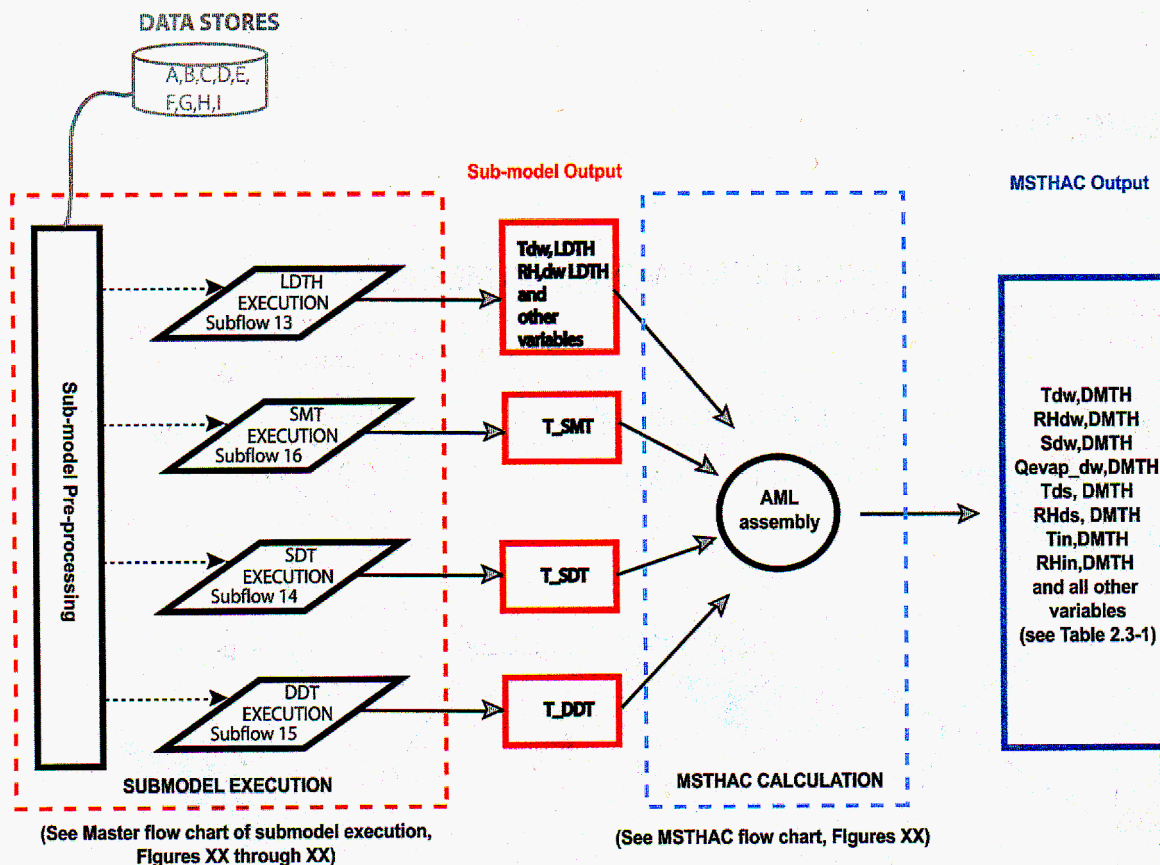 DATA STORES
A,B,C,D,E,
F,G,H,I
Sub-model Output
MSTHAC Output
Sub-model Pre-processing
LDTH
EXECUTION
Subflow 13
Tdw,LDTH
RH,dw LDTH
and
other
variables
SMT
EXECUTION
Subflow 16
T_SMT
SDT
EXECUTION
Subflow 14
T_SDT
DDT
EXECUTION
Subflow 15
T_DDT
AML
assembly
Tdw,DMTH
RHdw,DMTH
Sdw,DMTH
Qevap_dw,DMTH
Tds, DMTH
RHds, DMTH
Tin,DMTH
RHin,DMTH
and all other
variables
(see Table 2.3-1)
SUBMODEL EXECUTION
MSTHAC CALCULATION
(See Master flow chart of submodel execution,
Figures XX through XX)
(See MSTHAC flow chart, Figures XX)